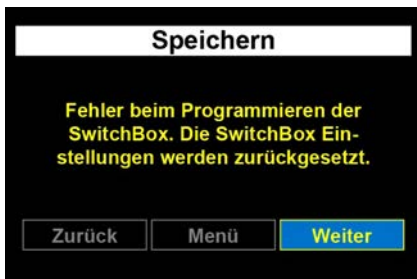 Speichern
Fehler beim Programmieren der
SwitchBox. Die SwitchBox Ein-
stellungen werden zurückgesetzt.
Zurück Menü Weiter